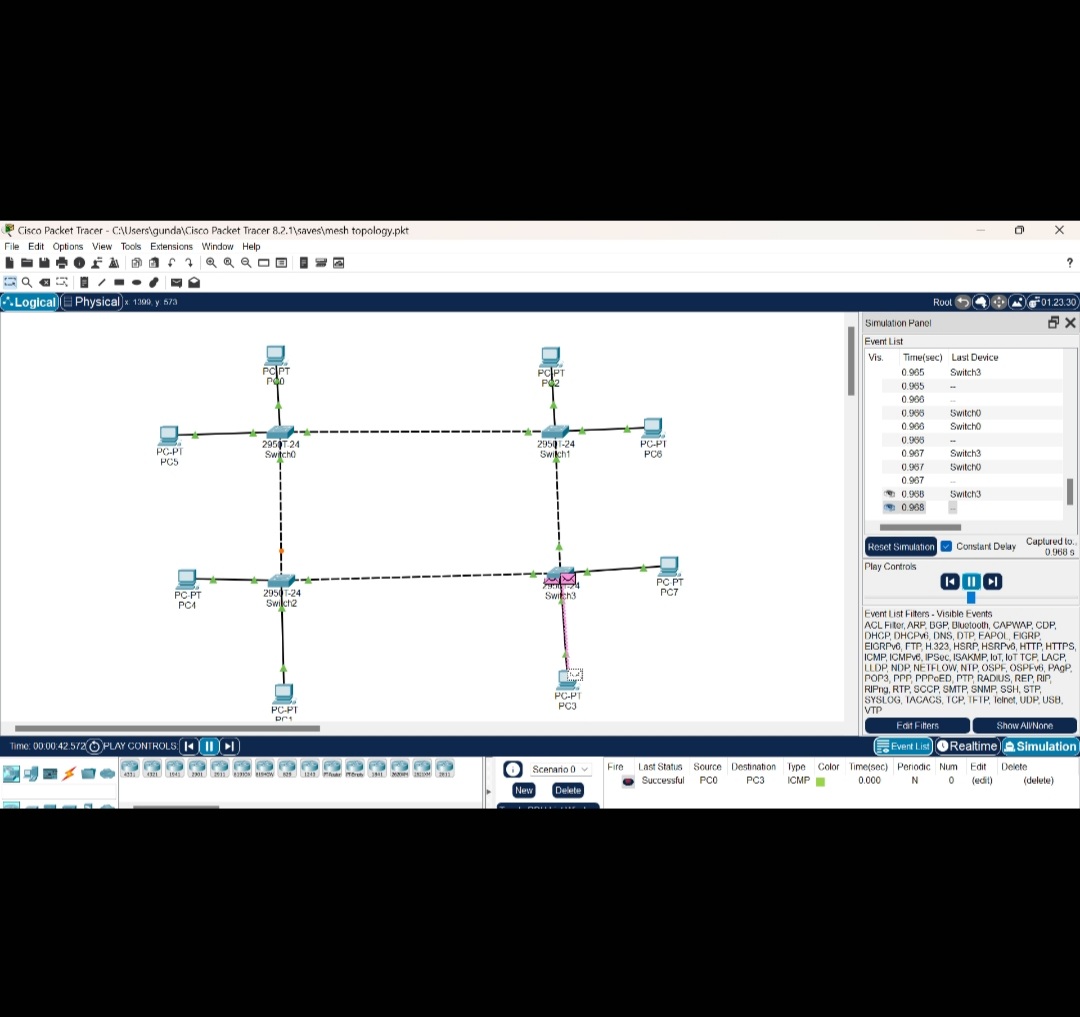 Cisco Packet Tracer - C:\Users\gunda\Cisco Packet Tracer 8.2.1\saves\mesh topology.pkt
File Edit Options View Tools Extensions Window Help
?
Logical Physical x: 1399, y: 573
Root 01:23:30
Simulation Panel
Event List
Vis. Time(sec) Last Device
0.965 Switch3
0.965 --
0.966 --
0.966 Switch0
0.966 Switch0
0.966 --
0.967 Switch3
0.967 Switch0
0.967 --
0.968 Switch3
0.968 --
Reset Simulation Constant Delay Captured to..
0.968 s
Play Controls
Event List Filters - Visible Events
ACL Filter, ARP, BGP, Bluetooth, CAPWAP, CDP,
DHCP, DHCPv6, DNS, DTP, EAPOL, EIGRP,
EIGRPv6, FTP, H.323, HSRP, HSRPv6, HTTP, HTTPS,
ICMP, ICMPv6, IPSec, ISAKMP, IoT, IoT TCP, LACP,
LLDP, NDP, NETFLOW, NTP, OSPF, OSPFv6, PAgP,
POP3, PPP, PPPoED, PTP, RADIUS, REP, RIP,
RIPng, RTP, SCCP, SMTP, SNMP, SSH, STP,
SYSLOG, TACACS, TCP, TFTP, Telnet, UDP, USB,
VTP
Edit Filters Show All/None
Event List Realtime Simulation
PC-PT
PC0
PC-PT
PC2
PC-PT
PC5
2950T-24
Switch0
2950T-24
Switch1
PC-PT
PC6
PC-PT
PC4
2950T-24
Switch2
2950T-24
Switch3
PC-PT
PC7
PC-PT
PC1
PC-PT
PC3
Time: 00:00:42.572 PLAY CONTROLS:
4331 4321 1941 2901 2911 819IOX 819HGW 829 1240 PT-Router PT-Empty 1841 2620XM 2621XM 2811
Scenario 0
New Delete
Fire Last Status Source Destination Type Color Time(sec) Periodic Num Edit Delete
Successful PC0 PC3 ICMP 0.000 N 0 (edit) (delete)